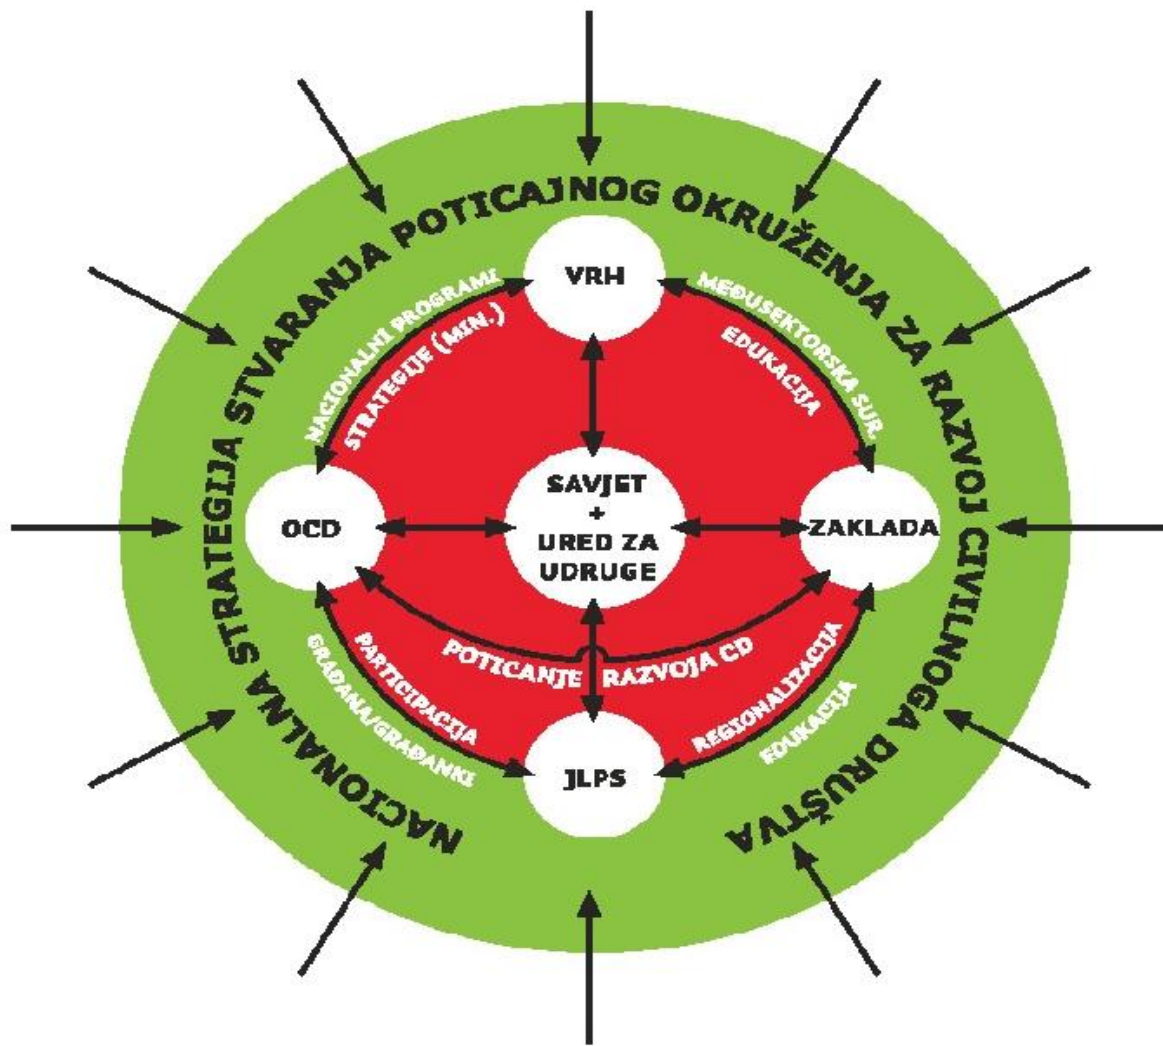 NACIONALNA STRATEGIJA STVARANJA POTICAJNOG OKRUŽENJA ZA RAZVOJ CIVILNOGA DRUŠTVA
VRH
NACIONALNI PROGRAMI
STRATEGIJE (MIN.)
MEĐUSEKTORSKA SUR.
EDUKACIJA
OCD
SAVJET
+
URED ZA
UDRUGE
ZAKLADA
POTICANJE RAZVOJA CD
PARTICIPACIJA
GRAĐANA/GRAĐANKI
REGIONALIZACIJA
EDUKACIJA
JLPS